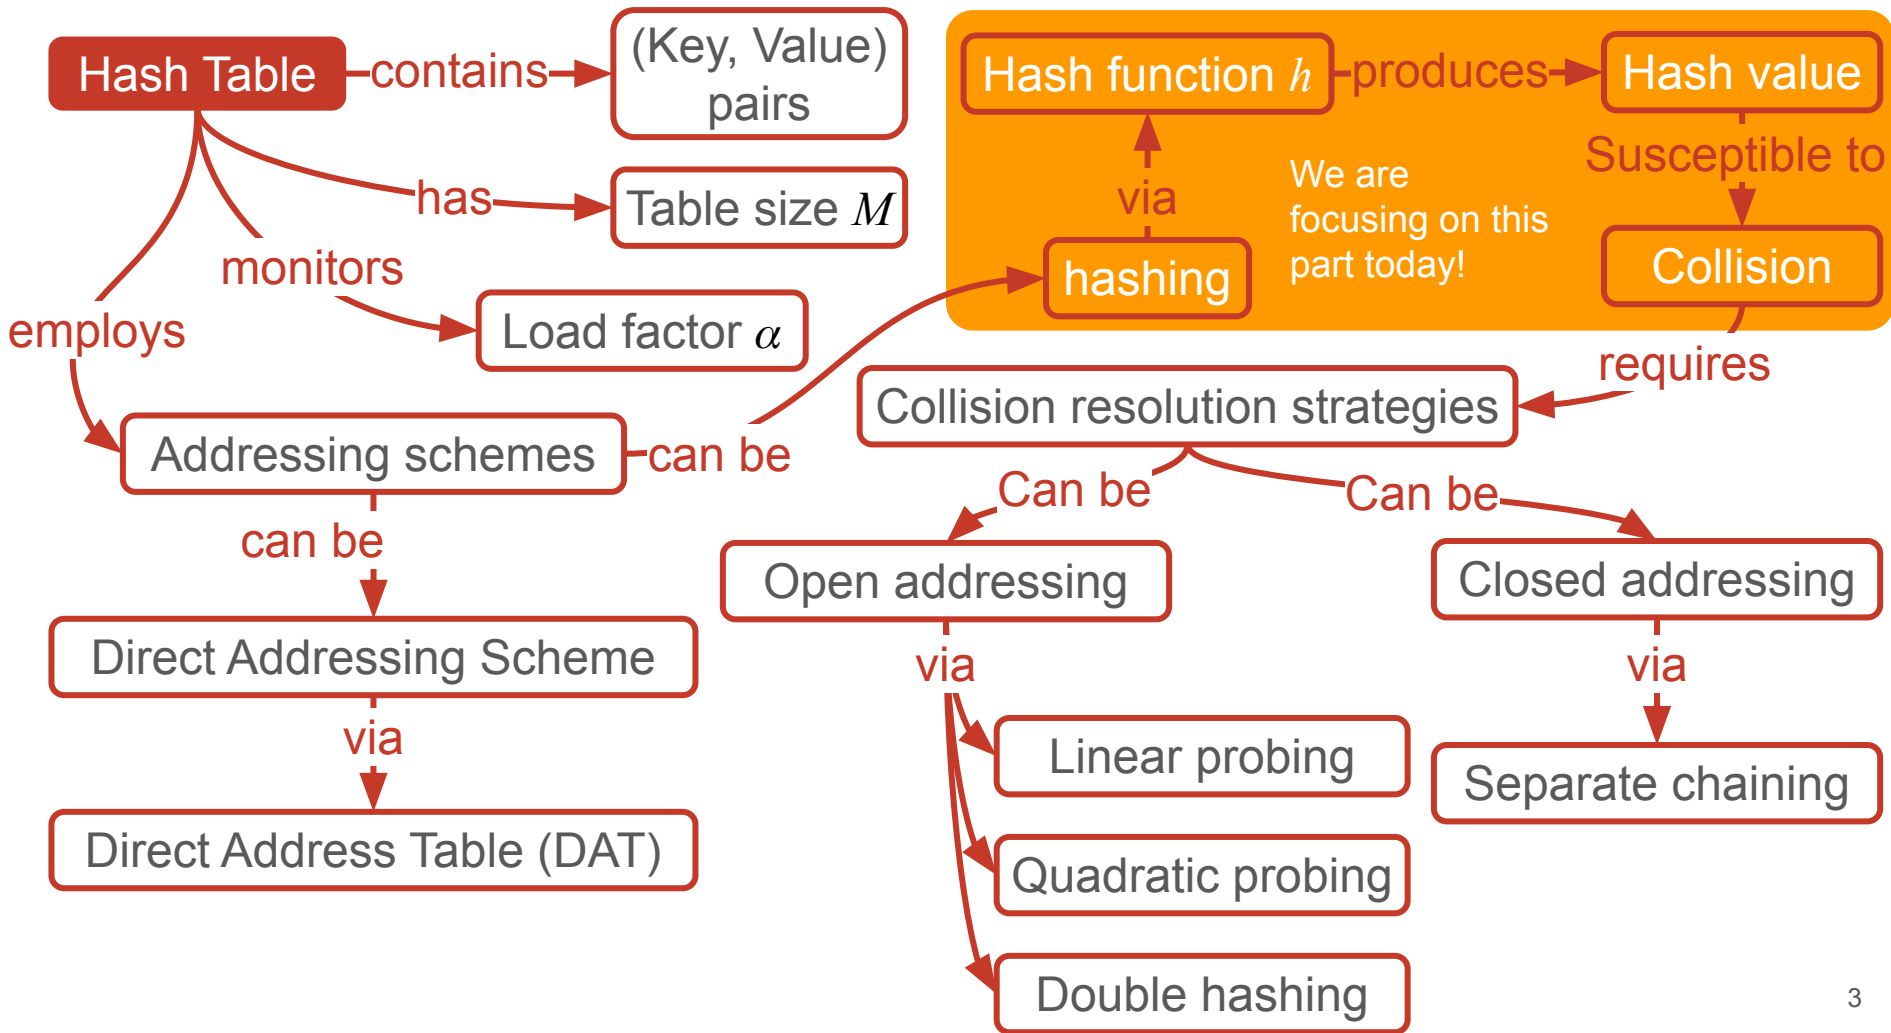 Hash Table
contains
(Key, Value)
pairs
has
Table size M
monitors
Load factor α
employs
Addressing schemes
can be
hashing
via
Hash function h
produces
Hash value
Susceptible to
Collision
We are
focusing on this
part today!
requires
Collision resolution strategies
can be
Direct Addressing Scheme
via
Direct Address Table (DAT)
Can be
Open addressing
via
Linear probing
Quadratic probing
Double hashing
Can be
Closed addressing
via
Separate chaining
3